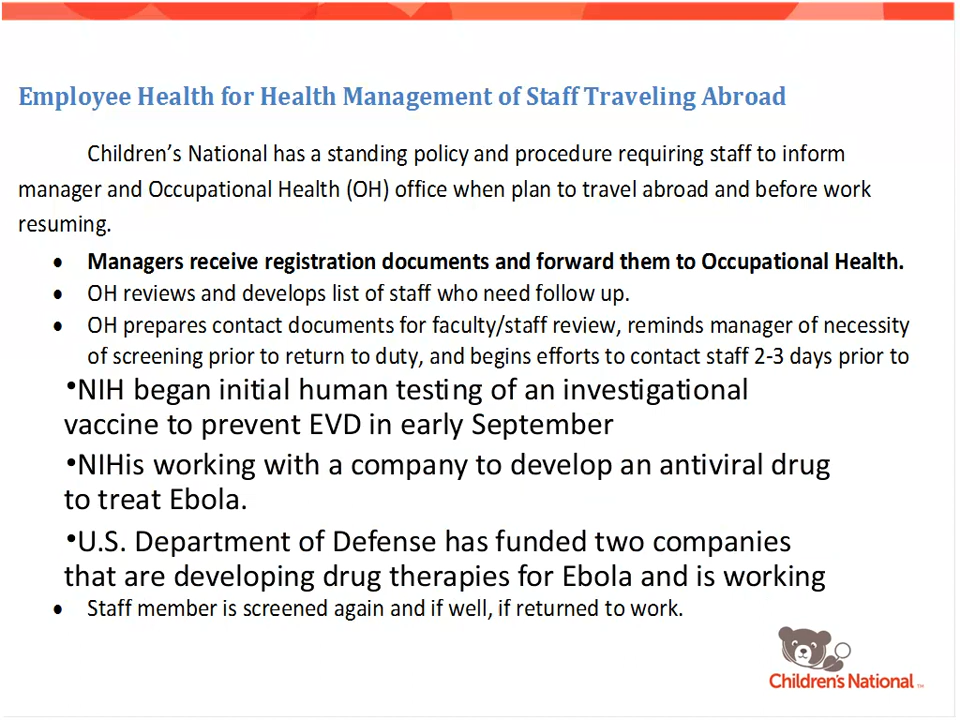 Employee Health for Health Management of Staff Traveling Abroad
Children's National has a standing policy and procedure requiring staff to inform
manager and Occupational Health (OH) office when plan to travel abroad and before work
resuming.
• Managers receive registration documents and forward them to Occupational Health.
• OH reviews and develops list of staff who need follow up.
• OH prepares contact documents for faculty/staff review, reminds manager of necessity
of screening prior to return to duty, and begins efforts to contact staff 2-3 days prior to
•NIH began initial human testing of an investigational
vaccine to prevent EVD in early September
•NIHis working with a company to develop an antiviral drug
to treat Ebola.
•U.S. Department of Defense has funded two companies
that are developing drug therapies for Ebola and is working
• Staff member is screened again and if well, if returned to work.
Children's National ™